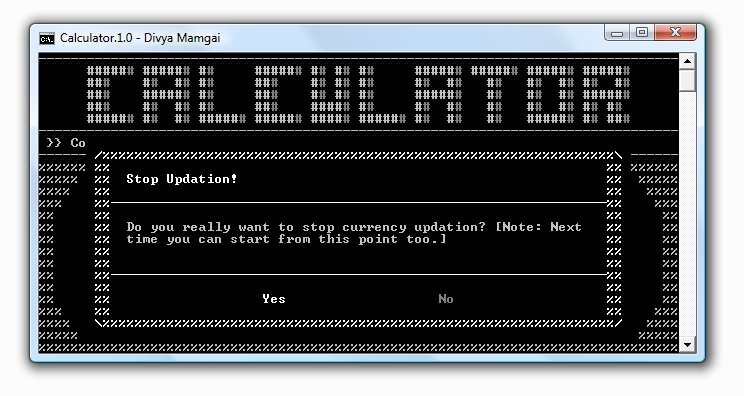 Calculator.1.0 - Divya Mamgai
CALCULATOR
>> Co
Stop Updation!
Do you really want to stop currency updation? [Note: Next
time you can start from this point too.]
Yes No